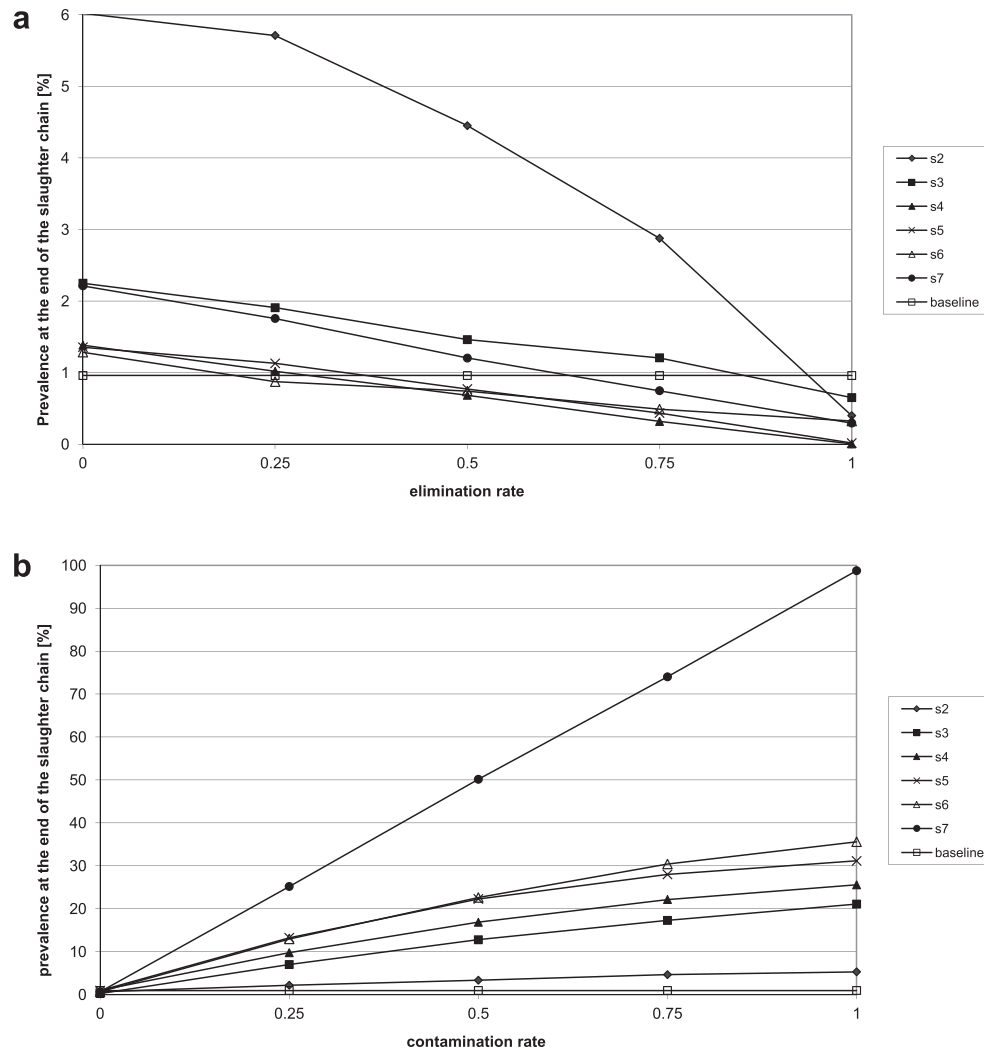 a
Prevalence at the end of the slaughter chain [%]
6
5
4
3
2
1
0
0 0.25 0.5 0.75 1
elimination rate
s2
s3
s4
s5
s6
s7
baseline
b
prevalence at the end of the slaughter chain [%]
100
90
80
70
60
50
40
30
20
10
0
0 0.25 0.5 0.75 1
contamination rate
s2
s3
s4
s5
s6
s7
baseline